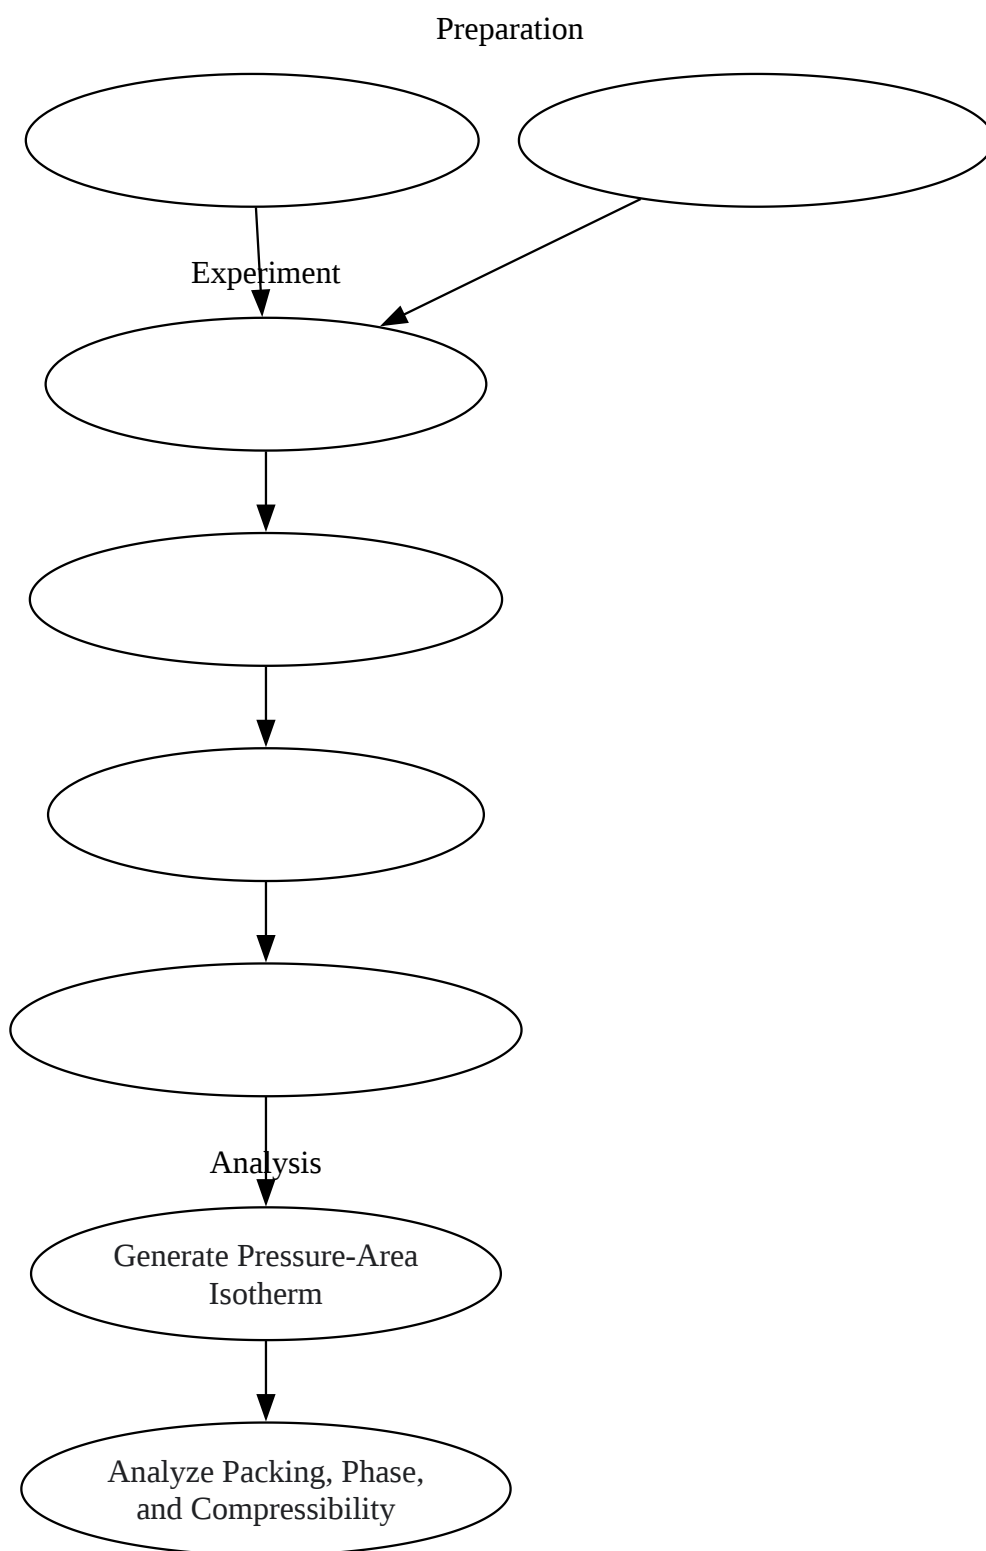 Preparation
Experiment
Analysis
Generate Pressure-Area
Isotherm
Analyze Packing, Phase,
and Compressibility